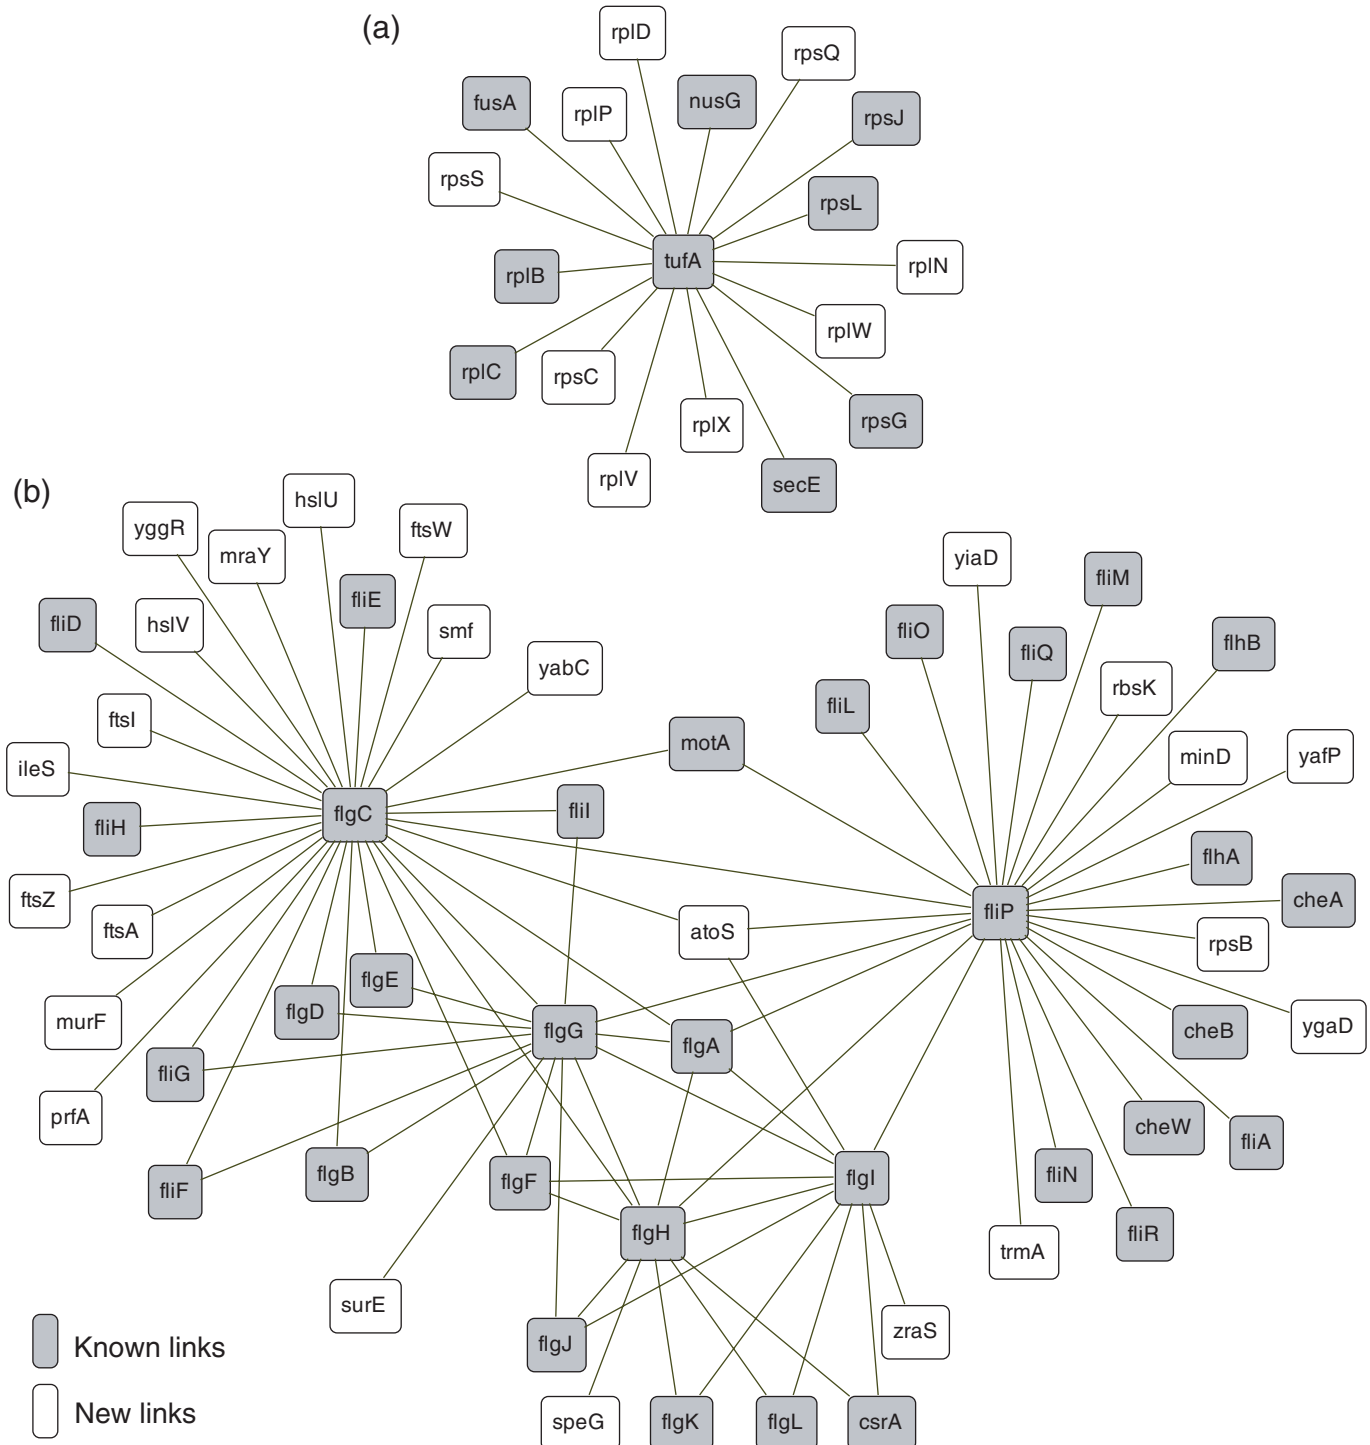 (a)
rplD
rpsQ
fusA
rplP
nusG
rpsJ
rpsS
rpsL
tufA
rplN
rplB
rplW
rplC
rpsC
rplX
rpsG
rplV
secE
(b)
hslU
yggR
mraY
ftsW
yiaD
fliM
fliE
fliD
hslV
smf
fliO
fliQ
flhB
yabC
rbsK
ftsI
fliL
motA
minD
yafP
ileS
flgC
fliI
fliH
flhA
ftsZ
fliP
cheA
ftsA
atoS
rpsB
flgE
flgD
murF
flgG
flgA
cheB
ygaD
fliG
prfA
cheW
fliA
fliF
flgB
flgF
flgI
fliN
flgH
fliR
trmA
surE
flgJ
zraS
Known links
speG
flgK
flgL
csrA
New links